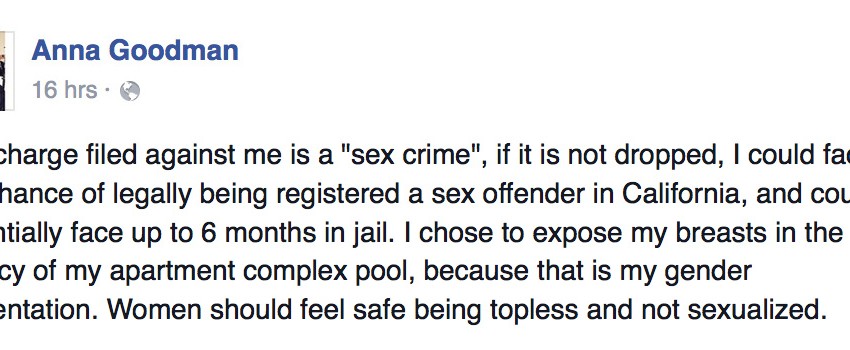 Anna Goodman
16 hrs ·
charge filed against me is a "sex crime", if it is not dropped, I could
hance of legally being registered a sex offender in California, and
ntially face up to 6 months in jail. I chose to expose my breasts in the
cy of my apartment complex pool, because that is my gender
entation. Women should feel safe being topless and not sexualized.